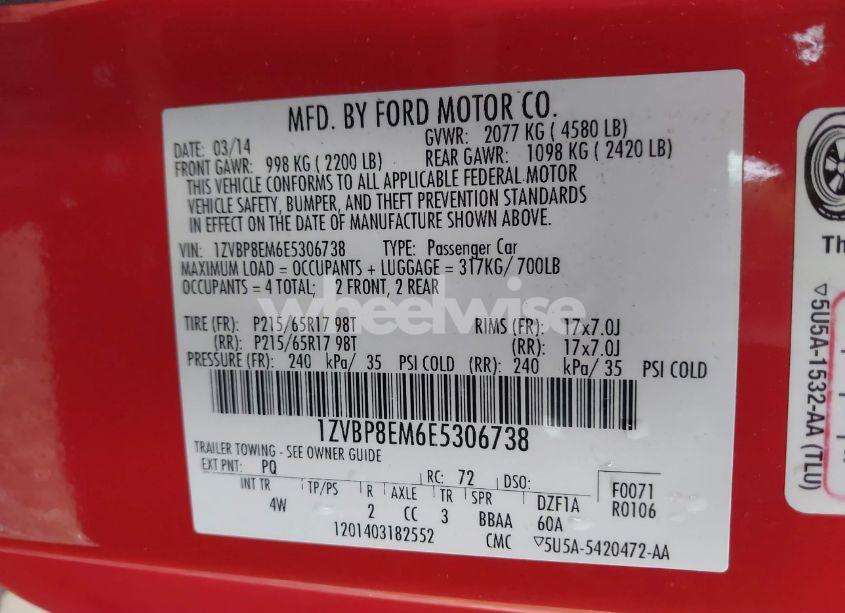 MFD. BY FORD MOTOR CO.
DATE: 03/14 GVWR: 2077 KG ( 4580 LB)
FRONT GAWR: 998 KG ( 2200 LB) REAR GAWR: 1098 KG ( 2420 LB)
THIS VEHICLE CONFORMS TO ALL APPLICABLE FEDERAL MOTOR
VEHICLE SAFETY, BUMPER, AND THEFT PREVENTION STANDARDS
IN EFFECT ON THE DATE OF MANUFACTURE SHOWN ABOVE.
VIN: 1ZVBP8EM6E5306738 TYPE: Passenger Car
MAXIMUM LOAD = OCCUPANTS + LUGGAGE = 317KG/ 700LB
OCCUPANTS = 4 TOTAL; 2 FRONT, 2 REAR
wheelwise
TIRE (FR): P215/65R17 98T RIMS (FR): 17x7.0J
(RR): P215/65R17 98T (RR): 17x7.0J
PRESSURE (FR): 240 kPa/ 35 PSI COLD (RR): 240 kPa/ 35 PSI COLD
1ZVBP8EM6E5306738
TRAILER TOWING - SEE OWNER GUIDE
EXT PNT: PQ RC: 72 DSO: F0071
INT TR TP/PS R AXLE TR SPR DZF1A R0106
4W 2 CC 3 BBAA 60A
1201403182552 CMC ▽5U5A-5420472-AA
Th
▽5U5A-1532-AA (TLU)